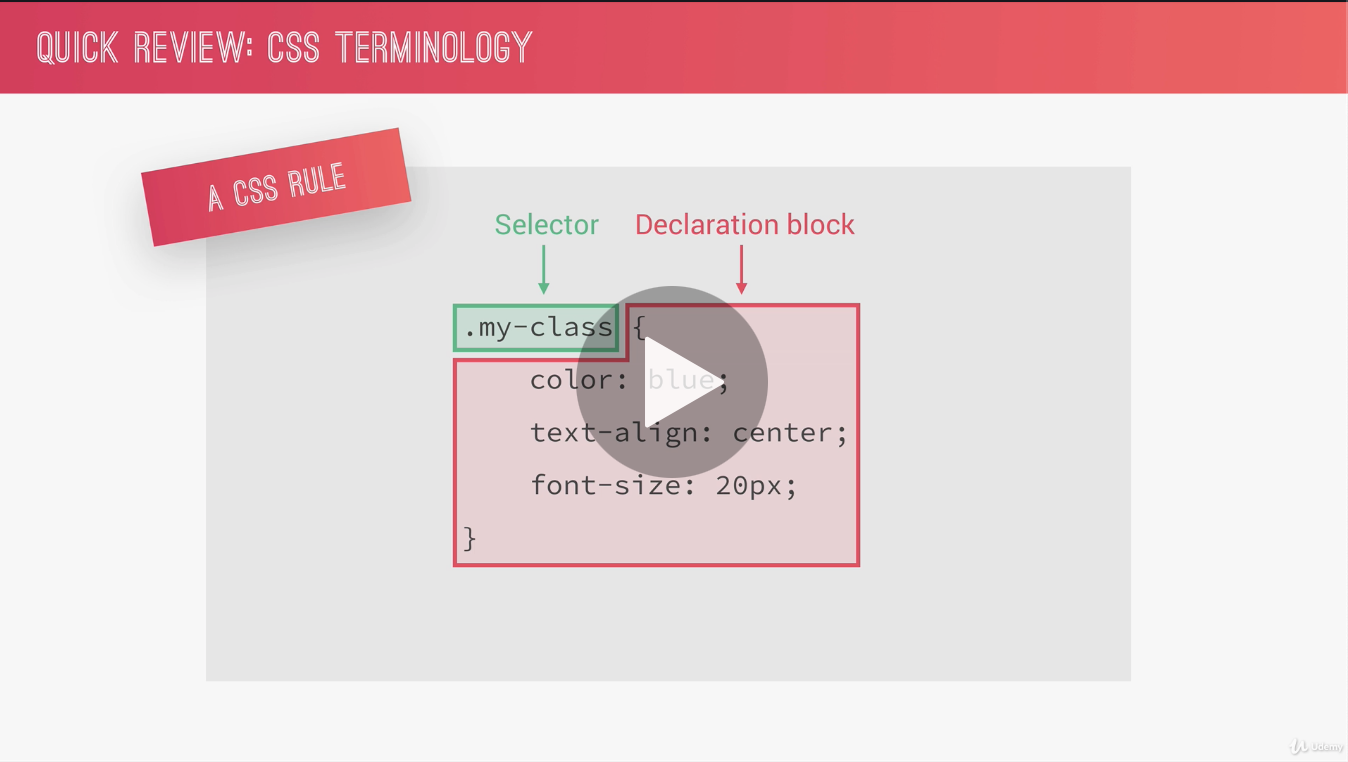 QUICK REVIEW: CSS TERMINOLOGY
A CSS RULE
Selector Declaration block
.my-class {
color: blue;
text-align: center;
font-size: 20px;
}
Udemy